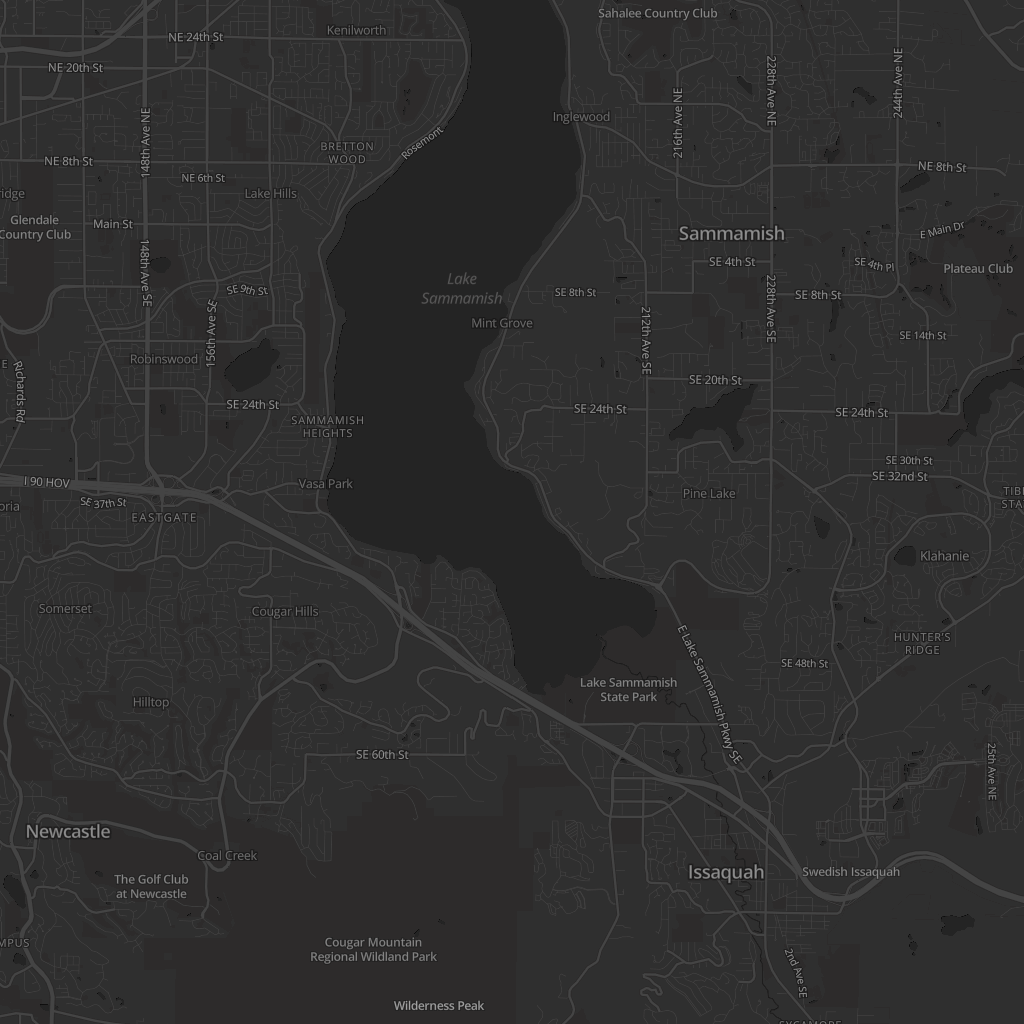 Sahalee Country Club
Kenilworth
NE 24th St
NE 20th St
228th Ave NE
244th Ave NE
216th Ave NE
148th Ave NE
Inglewood
Rosemont
BRETTON
WOOD
NE 8th St
NE 8th St
NE 6th St
Lake Hills
Glendale
Country Club
Main St
Sammamish
E Main Dr
SE 4th St
SE 4th Pl
Plateau Club
148th Ave SE
Lake
Sammamish
SE 9th St
SE 8th St
SE 8th St
228th Ave SE
Mint Grove
156th Ave SE
212th Ave SE
SE 14th St
Robinswood
Richards Rd
SE 20th St
SE 24th St
SE 24th St
SE 24th St
SAMMAMISH
HEIGHTS
SE 30th St
SE 32nd St
I 90 HOV
Vasa Park
Pine Lake
SE 37th St
EASTGATE
Klahanie
Somerset
Cougar Hills
HUNTER'S
RIDGE
E Lake Sammamish Pkwy SE
SE 48th St
Lake Sammamish
State Park
Hilltop
SE 60th St
25th Ave NE
Newcastle
Coal Creek
Issaquah
Swedish Issaquah
The Golf Club
at Newcastle
Cougar Mountain
Regional Wildland Park
2nd Ave SE
Wilderness Peak